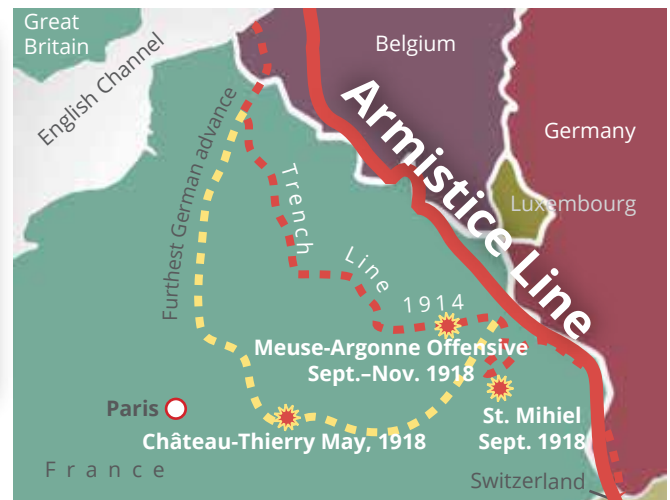 Great
Britain
Belgium
English Channel
Armistice Line
Germany
Furthest German advance
Luxembourg
Trench
Line
1914
Meuse-Argonne Offensive
Sept.–Nov. 1918
Paris
St. Mihiel
Sept. 1918
Château-Thierry May, 1918
France
Switzerland